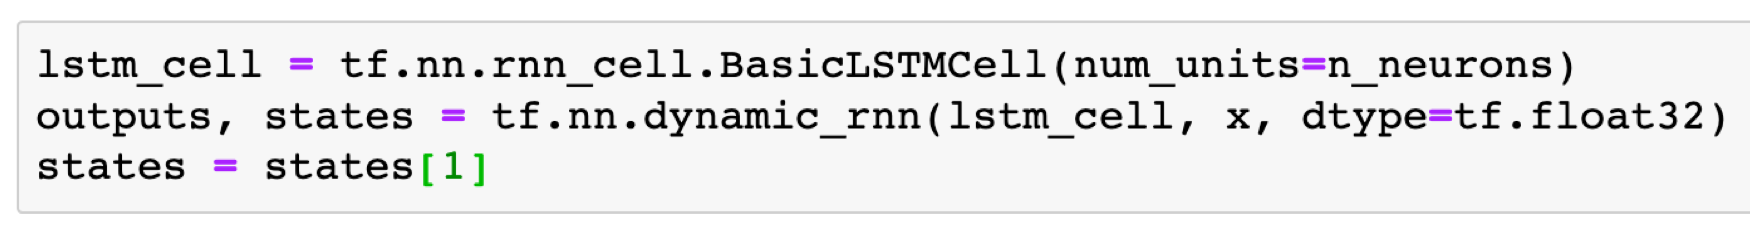 lstm_cell = tf.nn.rnn_cell.BasicLSTMCell(num_units=n_neurons)
outputs, states = tf.nn.dynamic_rnn(lstm_cell, x, dtype=tf.float32)
states = states[1]